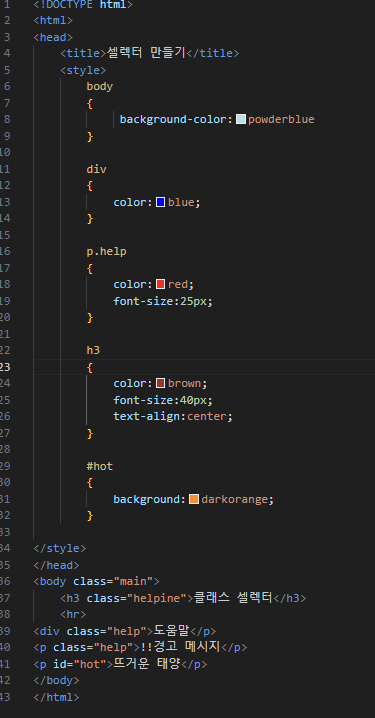 1 <!DOCTYPE html>
2 <html>
3 <head>
4 <title>셀렉터 만들기</title>
5 <style>
6 body
7 {
8 background-color:powderblue
9 }
10
11 div
12 {
13 color:blue;
14 }
15
16 p.help
17 {
18 color:red;
19 font-size:25px;
20 }
21
22 h3
23 {
24 color:brown;
25 font-size:40px;
26 text-align:center;
27 }
28
29 #hot
30 {
31 background:darkorange;
32 }
33
34 </style>
35 </head>
36 <body class="main">
37 <h3 class="helpine">클래스 셀렉터</h3>
38 <hr>
39 <div class="help">도움말</p>
40 <p class="help">!!경고 메시지</p>
41 <p id="hot">뜨거운 태양</p>
42 </body>
43 </html>